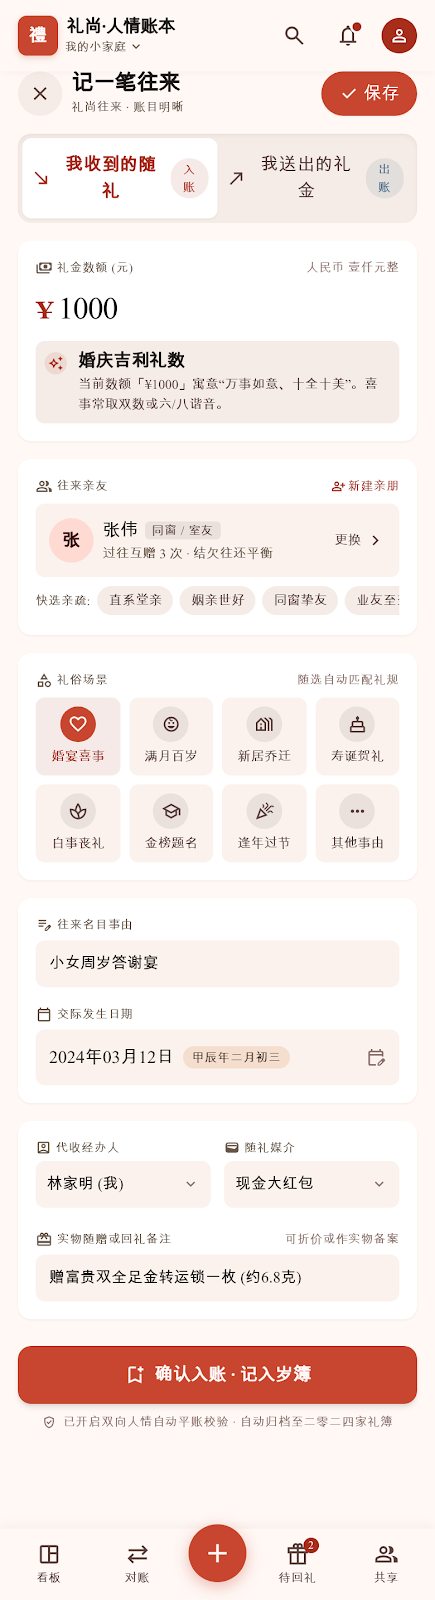 禮
礼尚·人情账本
我的小家庭
记一笔往来
礼尚往来 · 账目明晰
保存
我收到的随
礼
入
账
我送出的礼
金
出
账
礼金数额 (元)
人民币 壹仟元整
¥ 1000
婚庆吉利礼数
当前数额「¥1000」寓意“万事如意、十全十美”。喜
事常取双数或六/八谐音。
往来亲友
新建亲朋
张
张伟
同窗 / 室友
过往互赠 3 次 · 结欠往还平衡
更换
快选亲疏:
直系堂亲
姻亲世好
同窗挚友
业友至
礼俗场景
随选自动匹配礼规
婚宴喜事
满月百岁
新居乔迁
寿诞贺礼
白事丧礼
金榜题名
逢年过节
其他事由
往来名目事由
小女周岁答谢宴
交际发生日期
2024年03月12日
甲辰年二月初三
代收经办人
随礼媒介
林家明 (我)
现金大红包
实物随赠或回礼备注
可折价或作实物备案
赠富贵双全足金转运锁一枚 (约6.8克)
确认入账 · 记入岁簿
已开启双向人情自动平账校验 · 自动归档至二零二四家礼簿
看板
对账
2
待回礼
共享